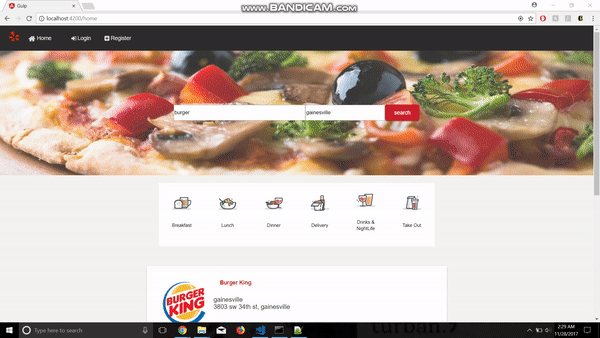 www.BANDICAM.com
Gulp
localhost:4200/home
Home
Login
Register
burger
gainesville
search
Breakfast
Lunch
Dinner
Delivery
Drinks &
NightLife
Take Out
Burger King
BURGER
KING
gainesville
3803 sw 34th st, gainesville
Type here to search
2:29 AM
11/28/2017